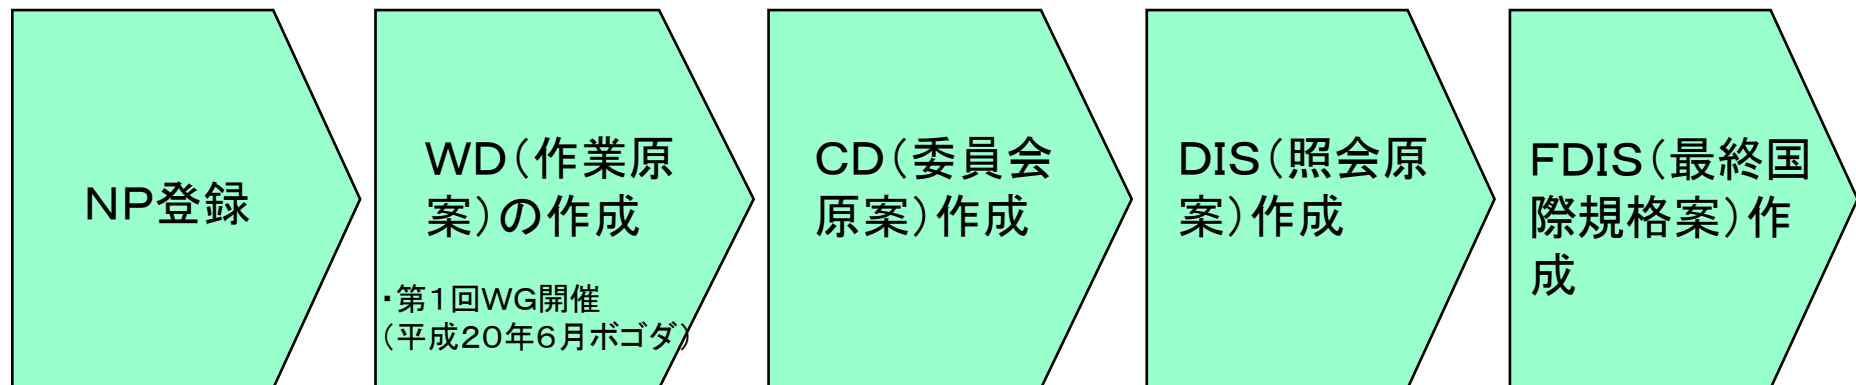 NP登録
WD(作業原
案)の作成
・第1回WG開催
(平成20年6月ボゴダ)
CD(委員会
原案)作成
DIS(照会原
案)作成
FDIS(最終国
際規格案)作
成